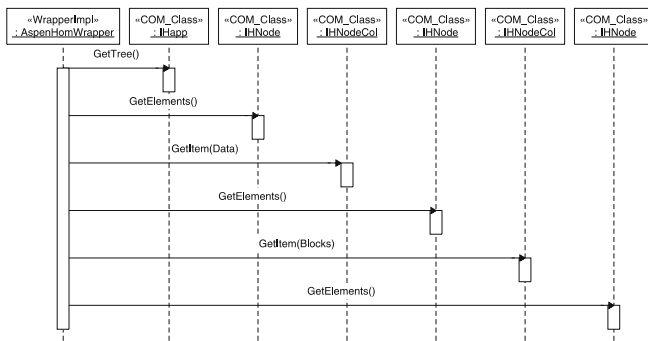 «WrapperImpl»
: AspenHomWrapper
«COM_Class»
: IHapp
«COM_Class»
: IHNode
«COM_Class»
: IHNodeCol
«COM_Class»
: IHNode
«COM_Class»
: IHNodeCol
«COM_Class»
: IHNode
GetTree()
GetElements()
GetItem(Data)
GetElements()
GetItem(Blocks)
GetElements()